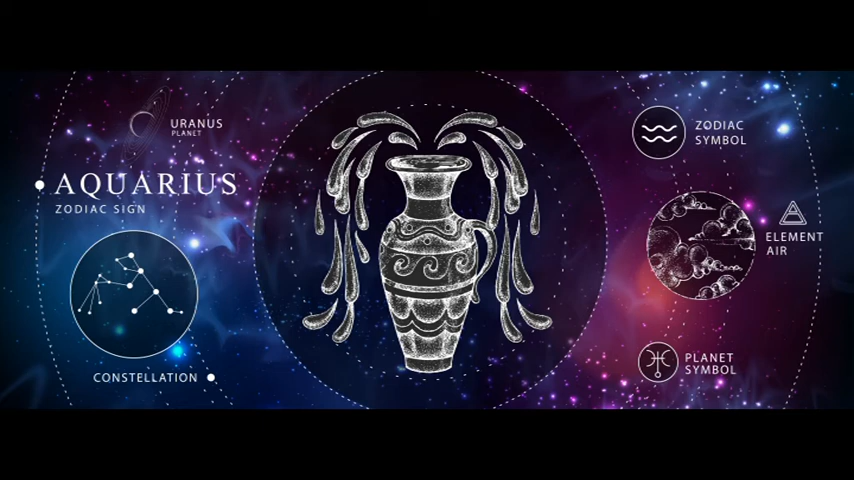 URANUS
PLANET
AQUARIUS
ZODIAC SIGN
CONSTELLATION
ZODIAC
SYMBOL
ELEMENT
AIR
PLANET
SYMBOL